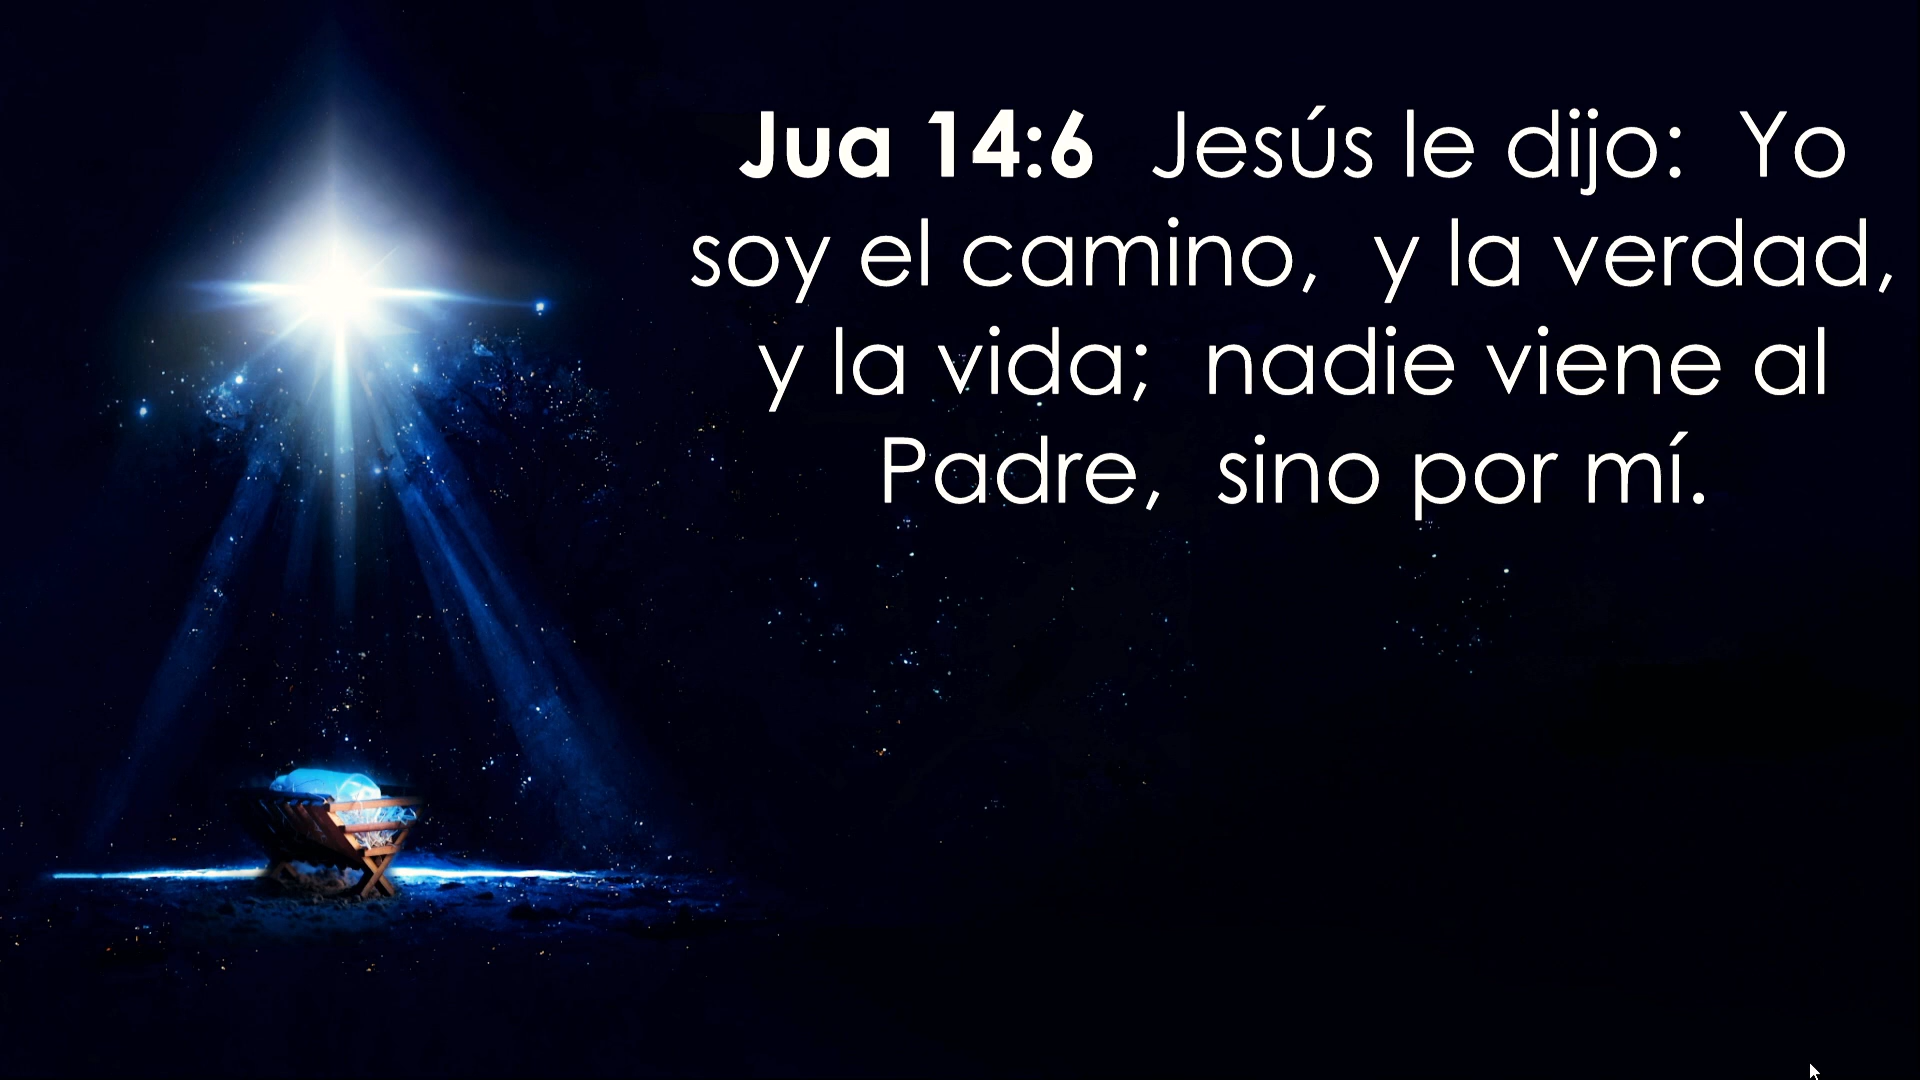 Jua 14:6  Jesús le dijo:  Yo
soy el camino,  y la verdad,
y la vida;  nadie viene al
Padre,  sino por mí.